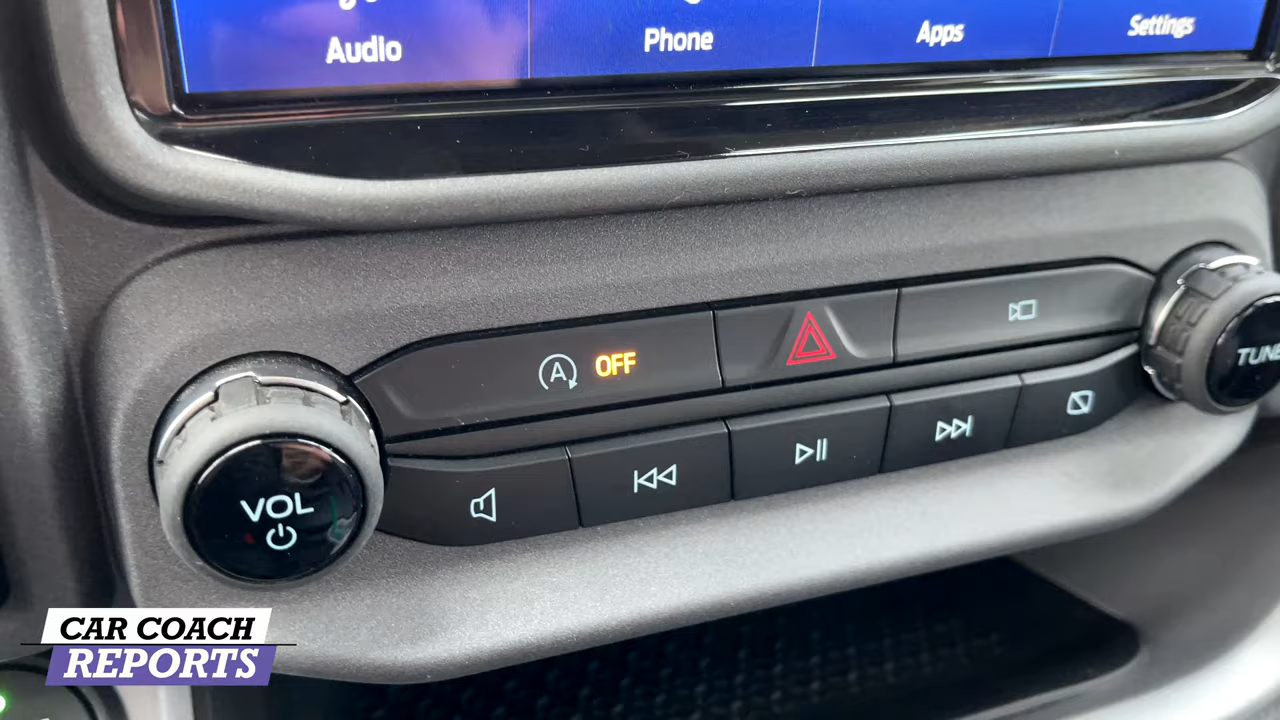 Audio
Phone
Apps
Settings
A OFF
VOL
TUNE
CAR COACH
REPORTS